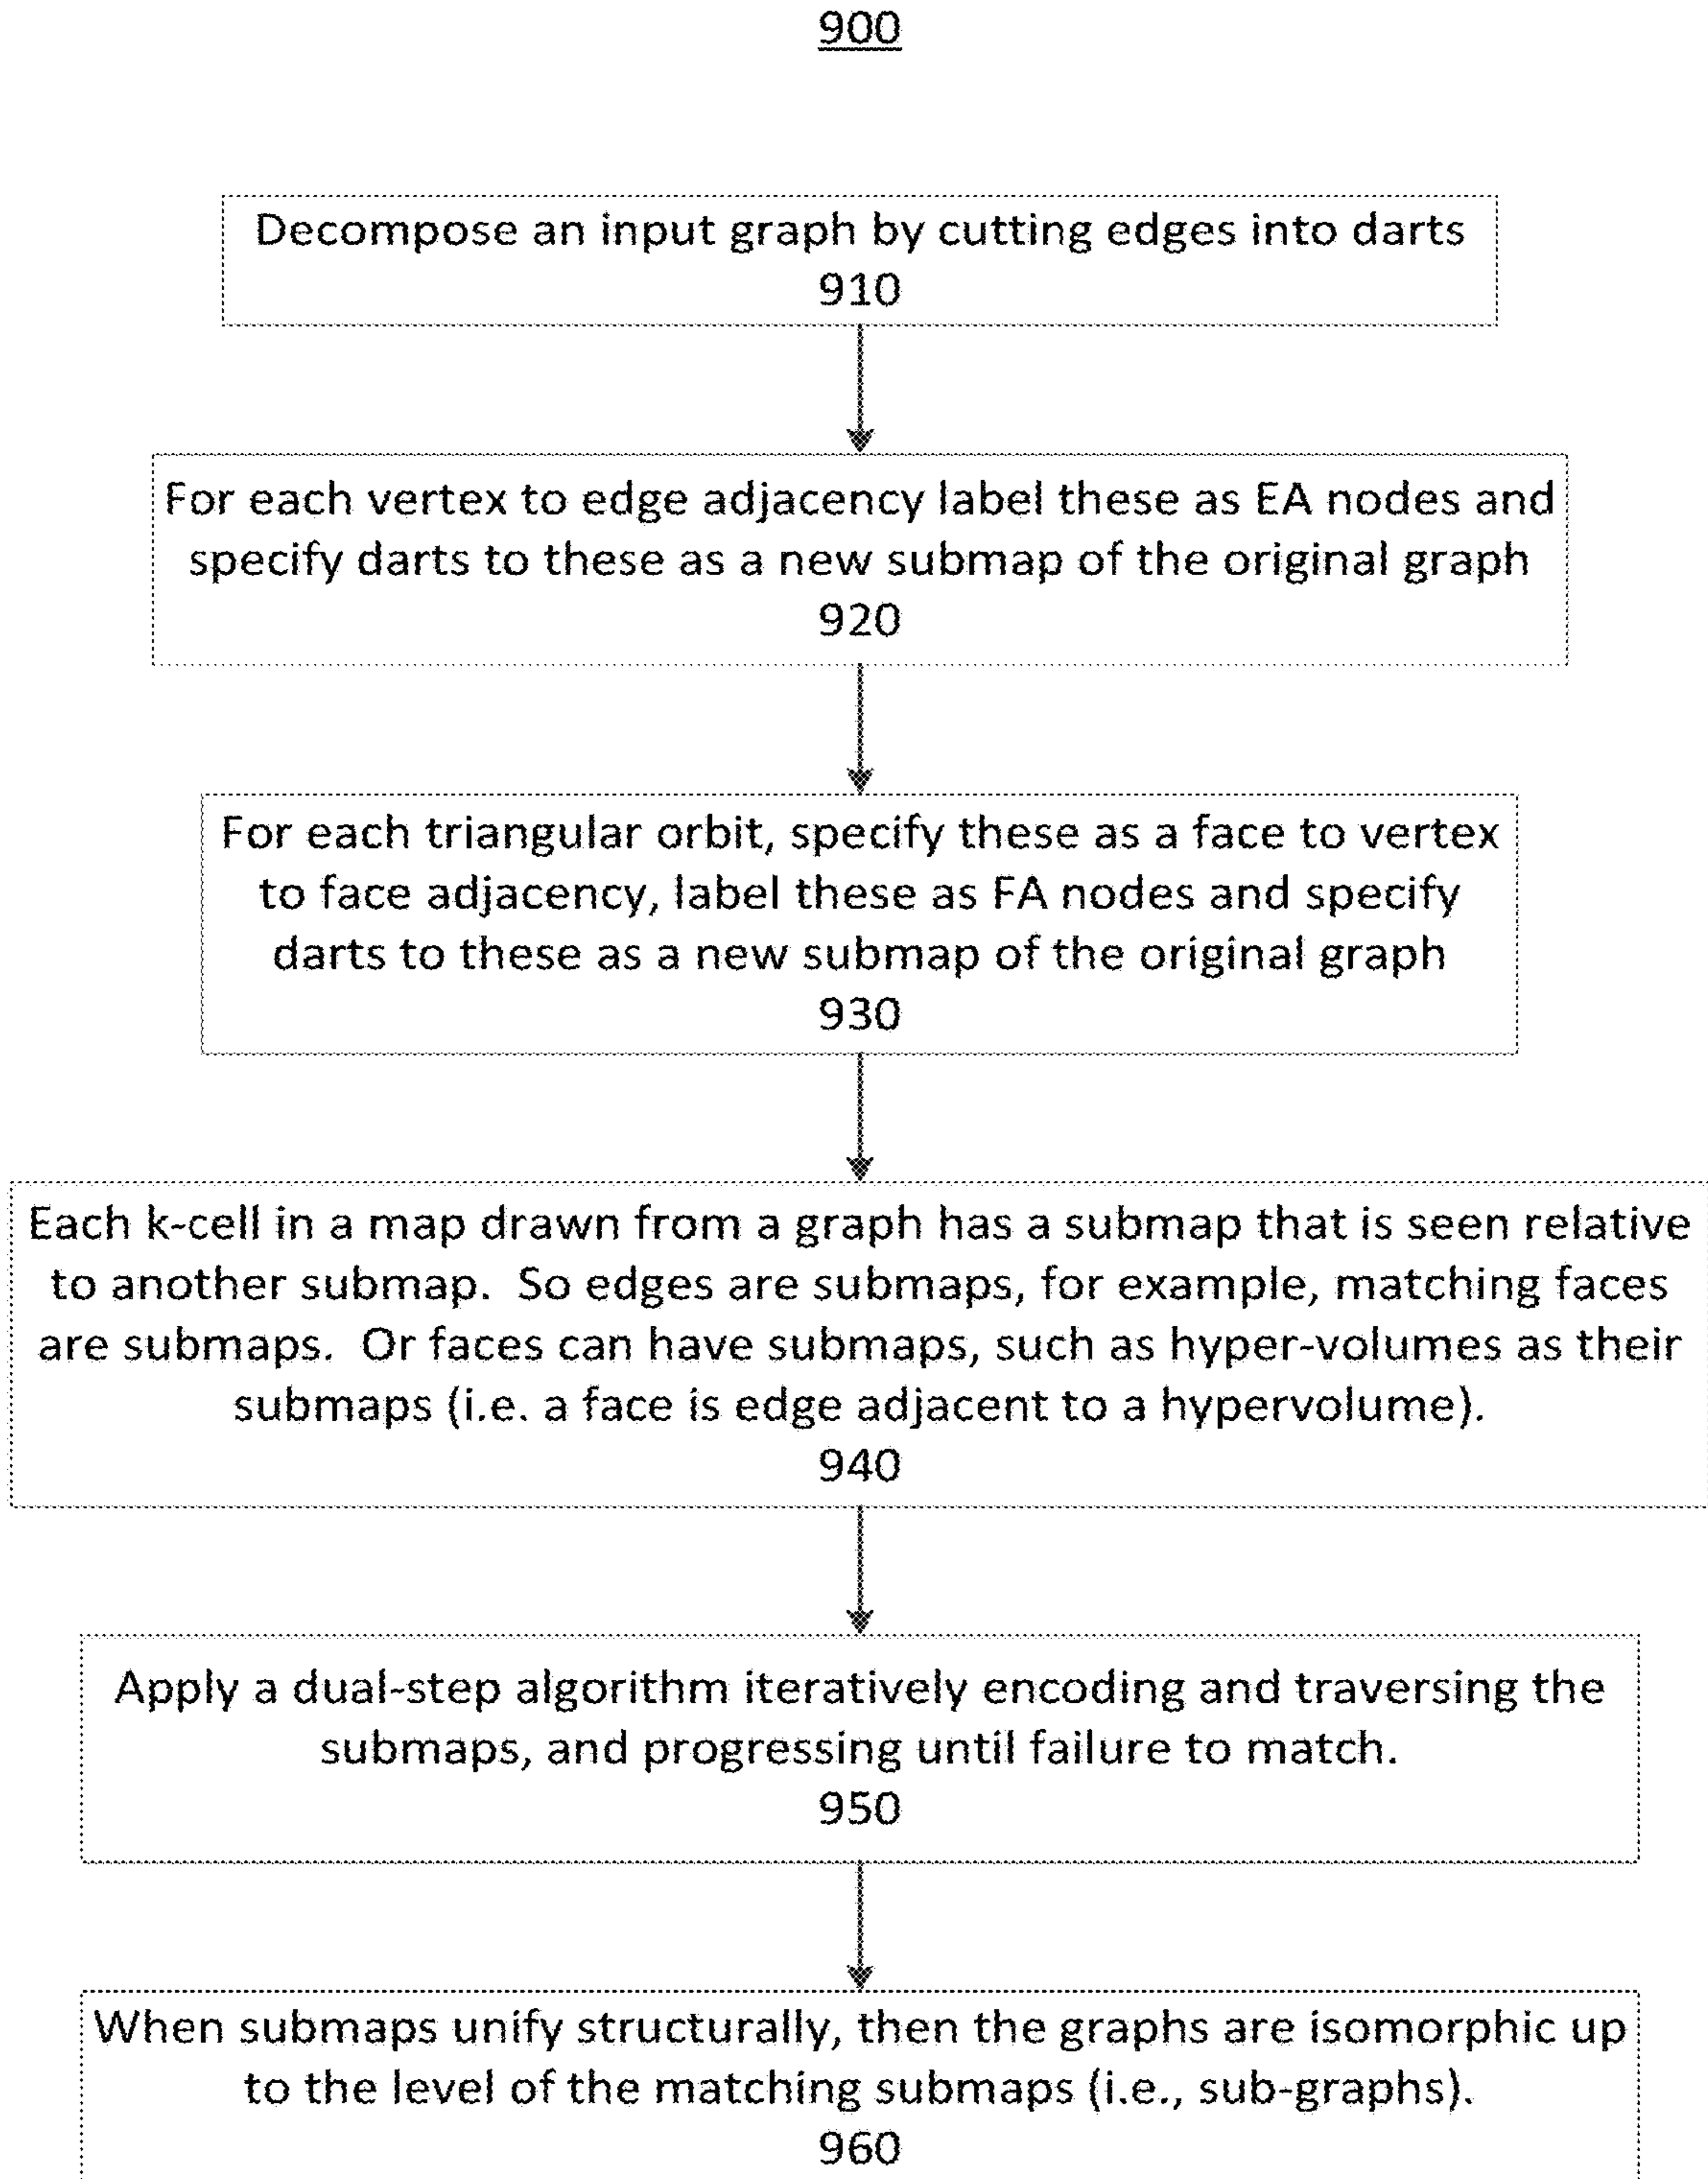 900
Decompose an input graph by cutting edges into darts
910
For each vertex to edge adjacency label these as EA nodes and
specify darts to these as a new submap of the original graph
920
For each triangular orbit, specify these as a face to vertex
to face adjacency, label these as FA nodes and specify
darts to these as a new submap of the original graph
930
Each k-cell in a map drawn from a graph has a submap that is seen relative
to another submap.  So edges are submaps, for example, matching faces
are submaps.  Or faces can have submaps, such as hyper-volumes as their
submaps (i.e. a face is edge adjacent to a hypervolume).
940
Apply a dual-step algorithm iteratively encoding and traversing the
submaps, and progressing until failure to match.
950
When submaps unify structurally, then the graphs are isomorphic up
to the level of the matching submaps (i.e., sub-graphs).
960